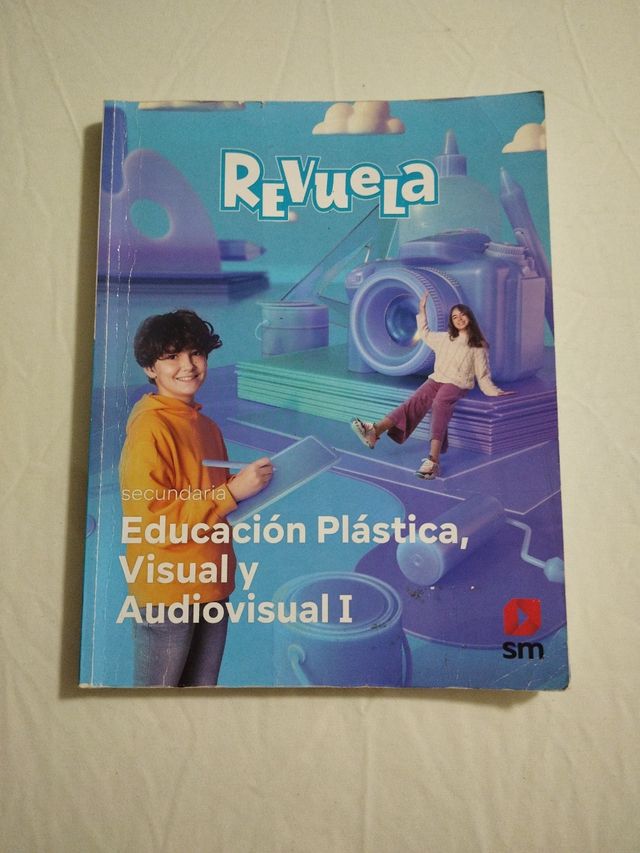 Revuela
secundaria
Educación Plástica,
Visual y
Audiovisual I
sm